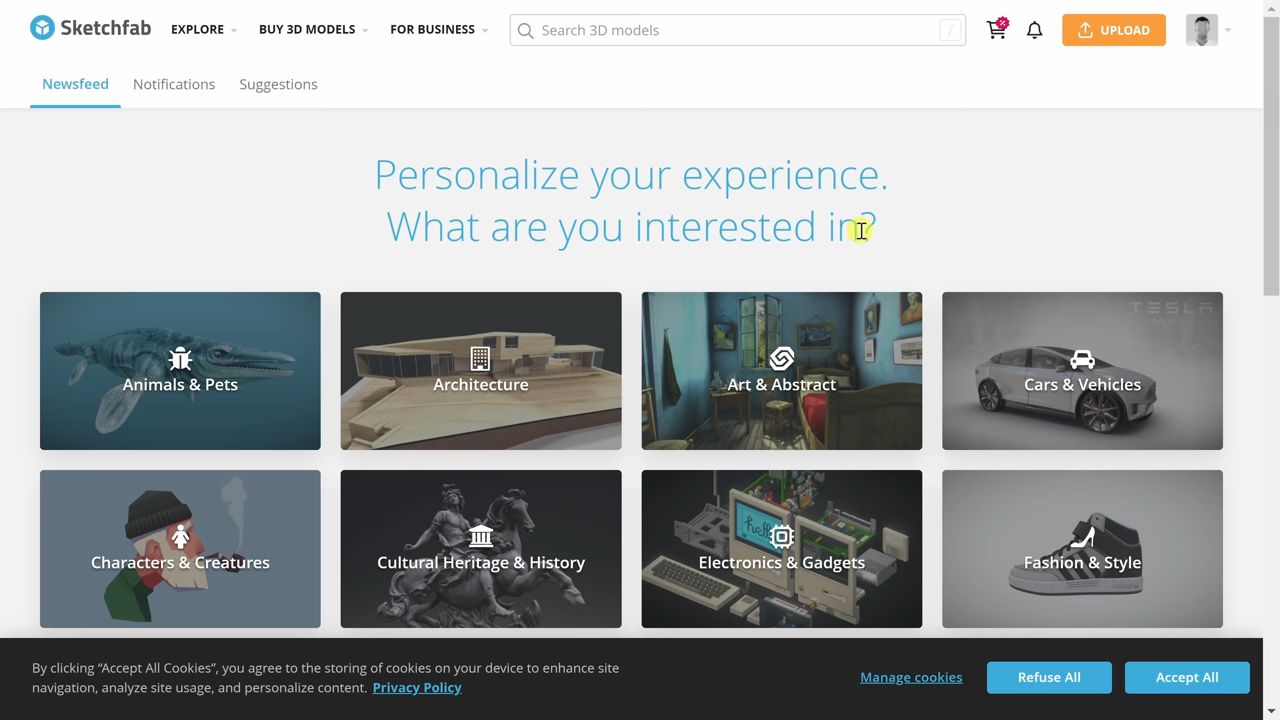 Sketchfab EXPLORE BUY 3D MODELS FOR BUSINESS Search 3D models / % UPLOAD
Newsfeed Notifications Suggestions
Personalize your experience.
What are you interested in?
TESLA
Animals & Pets Architecture Art & Abstract Cars & Vehicles
hello
Characters & Creatures Cultural Heritage & History Electronics & Gadgets Fashion & Style
By clicking “Accept All Cookies”, you agree to the storing of cookies on your device to enhance site
navigation, analyze site usage, and personalize content. Privacy Policy
Manage cookies Refuse All Accept All